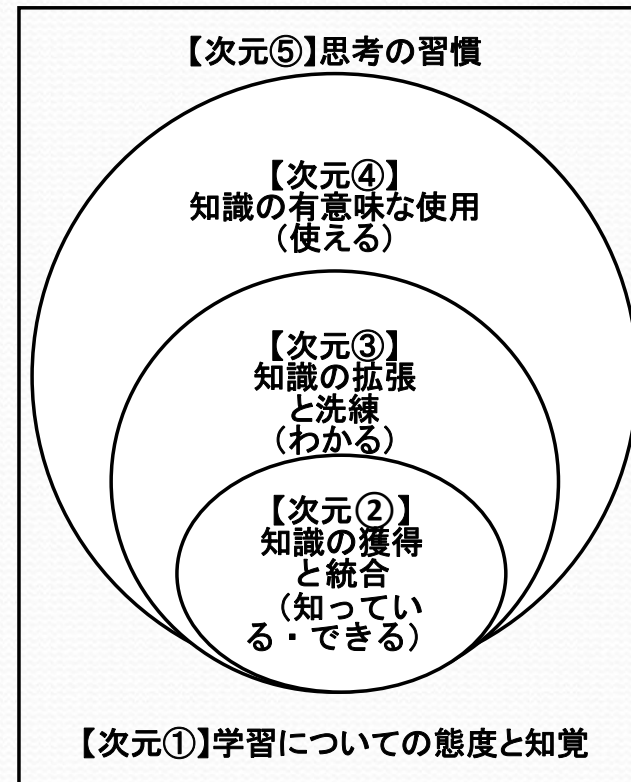 【次元⑤】思考の習慣
【次元④】
知識の有意味な使用
（使える）
【次元③】
知識の拡張
と洗練
（わかる）
【次元②】
知識の獲得
と統合
（知ってい
る・できる）
【次元①】学習についての態度と知覚